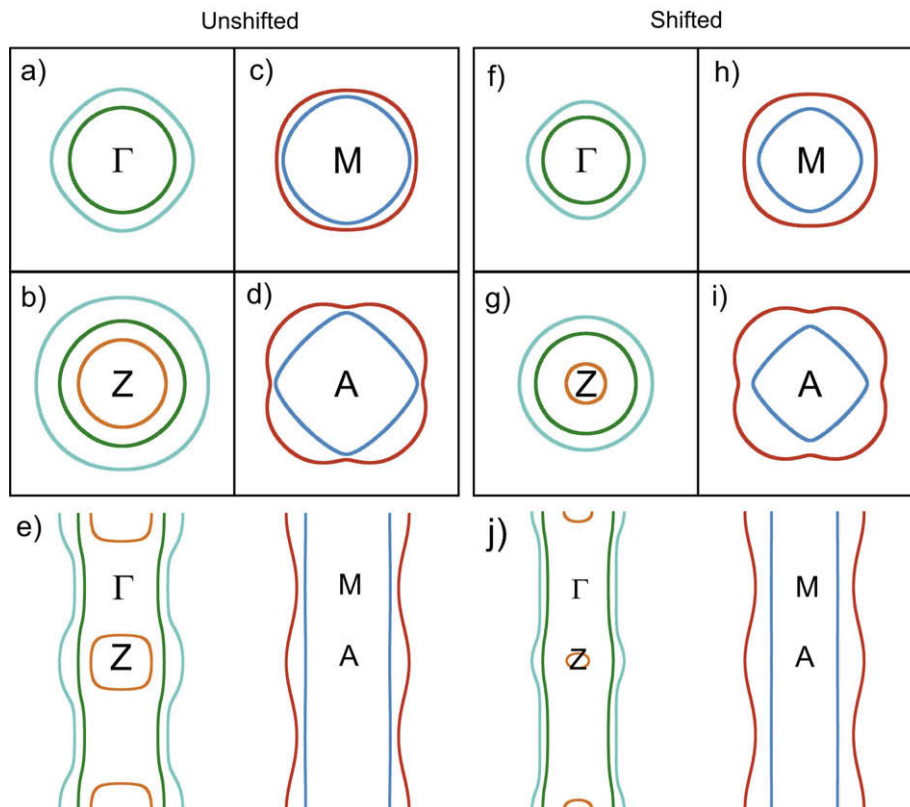 Unshifted Shifted
a) c) f) h)
Γ M Γ M
b) d) g) i)
Z A Z A
e) j)
Γ M Γ M
Z A Z A